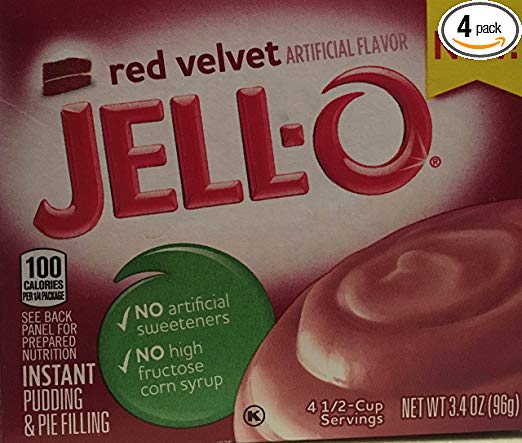 4
pack
red velvet ARTIFICIAL FLAVOR
JELL-O®
100
CALORIES
PER 1/4 PACKAGE
SEE BACK
PANEL FOR
PREPARED
NUTRITION
INSTANT
PUDDING
& PIE FILLING
✓NO artificial
sweeteners
✓NO high
fructose
corn syrup
K
4 1/2-Cup
Servings
NET WT 3.4 OZ (96g)